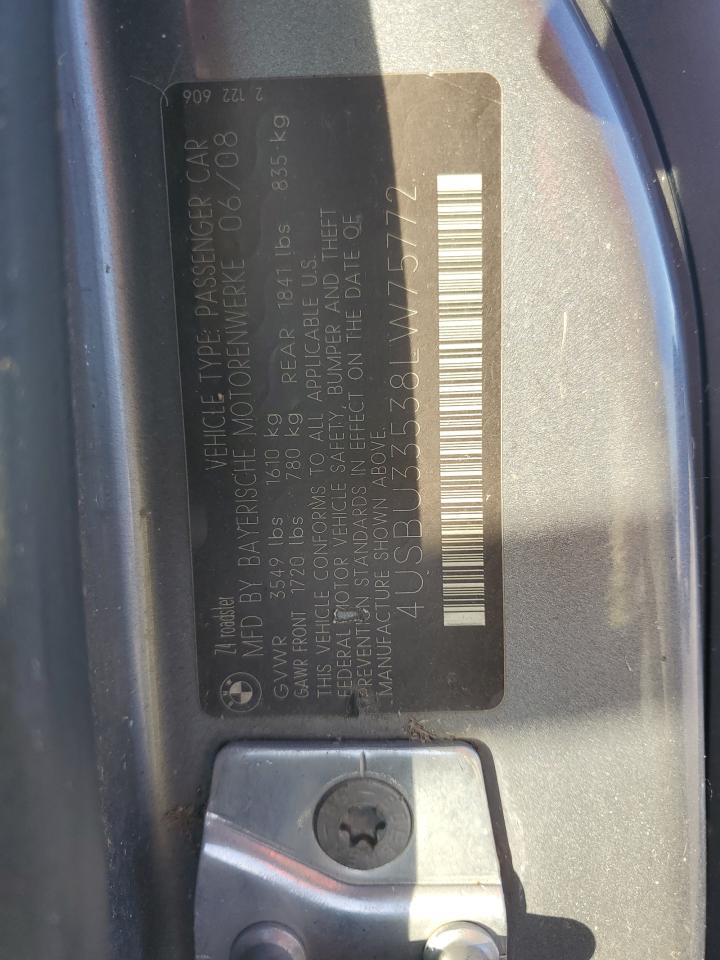 2 122 606
Z4 roadster VEHICLE TYPE: PASSENGER CAR
MFD BY BAYERISCHE MOTORENWERKE 06/08
GVWR 3549 lbs 1610 kg
GAWR FRONT 1720 lbs 780 kg REAR 1841 lbs 835 kg
THIS VEHICLE CONFORMS TO ALL APPLICABLE U.S.
FEDERAL MOTOR VEHICLE SAFETY, BUMPER AND THEFT
PREVENTION STANDARDS IN EFFECT ON THE DATE OF
MANUFACTURE SHOWN ABOVE.
4USBU33538LW75772